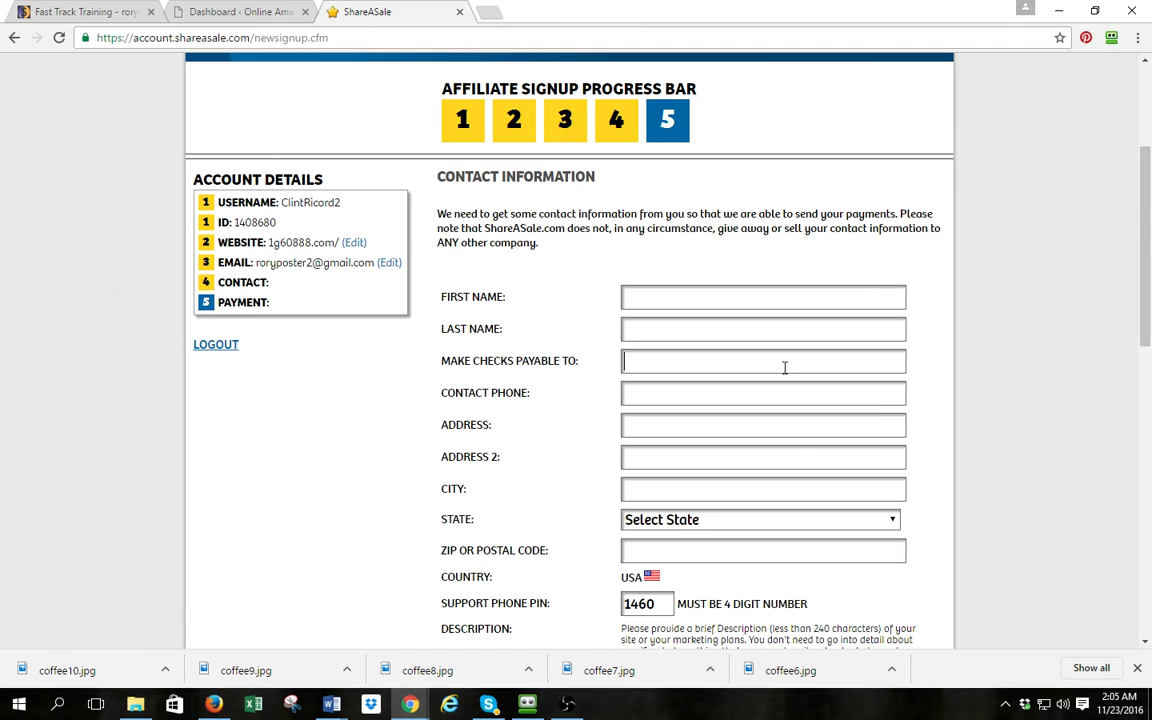 Fast Track Training - rory
Dashboard ‹ Online Ama
ShareASale
https://account.shareasale.com/newsignup.cfm
AFFILIATE SIGNUP PROGRESS BAR
1 2 3 4 5
ACCOUNT DETAILS
1 USERNAME: ClintRicord2
1 ID: 1408680
2 WEBSITE: 1g60888.com/ (Edit)
3 EMAIL: roryposter2@gmail.com (Edit)
4 CONTACT:
5 PAYMENT:
LOGOUT
CONTACT INFORMATION
We need to get some contact information from you so that we are able to send your payments. Please
note that ShareASale.com does not, in any circumstance, give away or sell your contact information to
ANY other company.
FIRST NAME:
LAST NAME:
MAKE CHECKS PAYABLE TO:
CONTACT PHONE:
ADDRESS:
ADDRESS 2:
CITY:
STATE: Select State
ZIP OR POSTAL CODE:
COUNTRY: USA
SUPPORT PHONE PIN: 1460 MUST BE 4 DIGIT NUMBER
DESCRIPTION: Please provide a brief Description (less than 240 characters) of your
site or your marketing plans. You don't need to go into detail about
coffee10.jpg
coffee9.jpg
coffee8.jpg
coffee7.jpg
coffee6.jpg
Show all
2:05 AM
11/23/2016